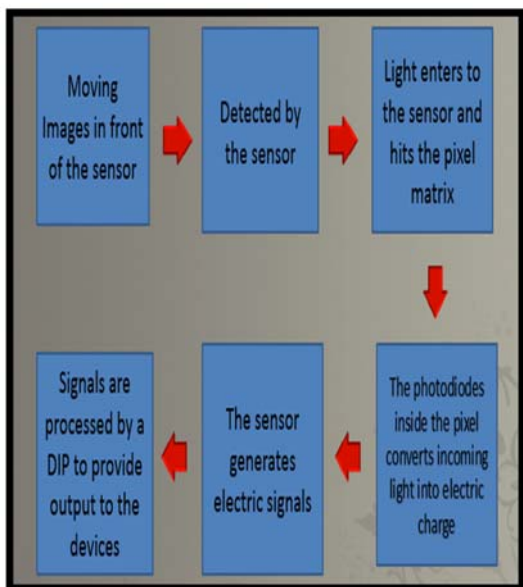 Moving
Images in front
of the sensor
Detected by
the sensor
Light enters to
the sensor and
hits the pixel
matrix
The photodiodes
inside the pixel
converts incoming
light into electric
charge
The sensor
generates
electric signals
Signals are
processed by a
DIP to provide
output to the
devices